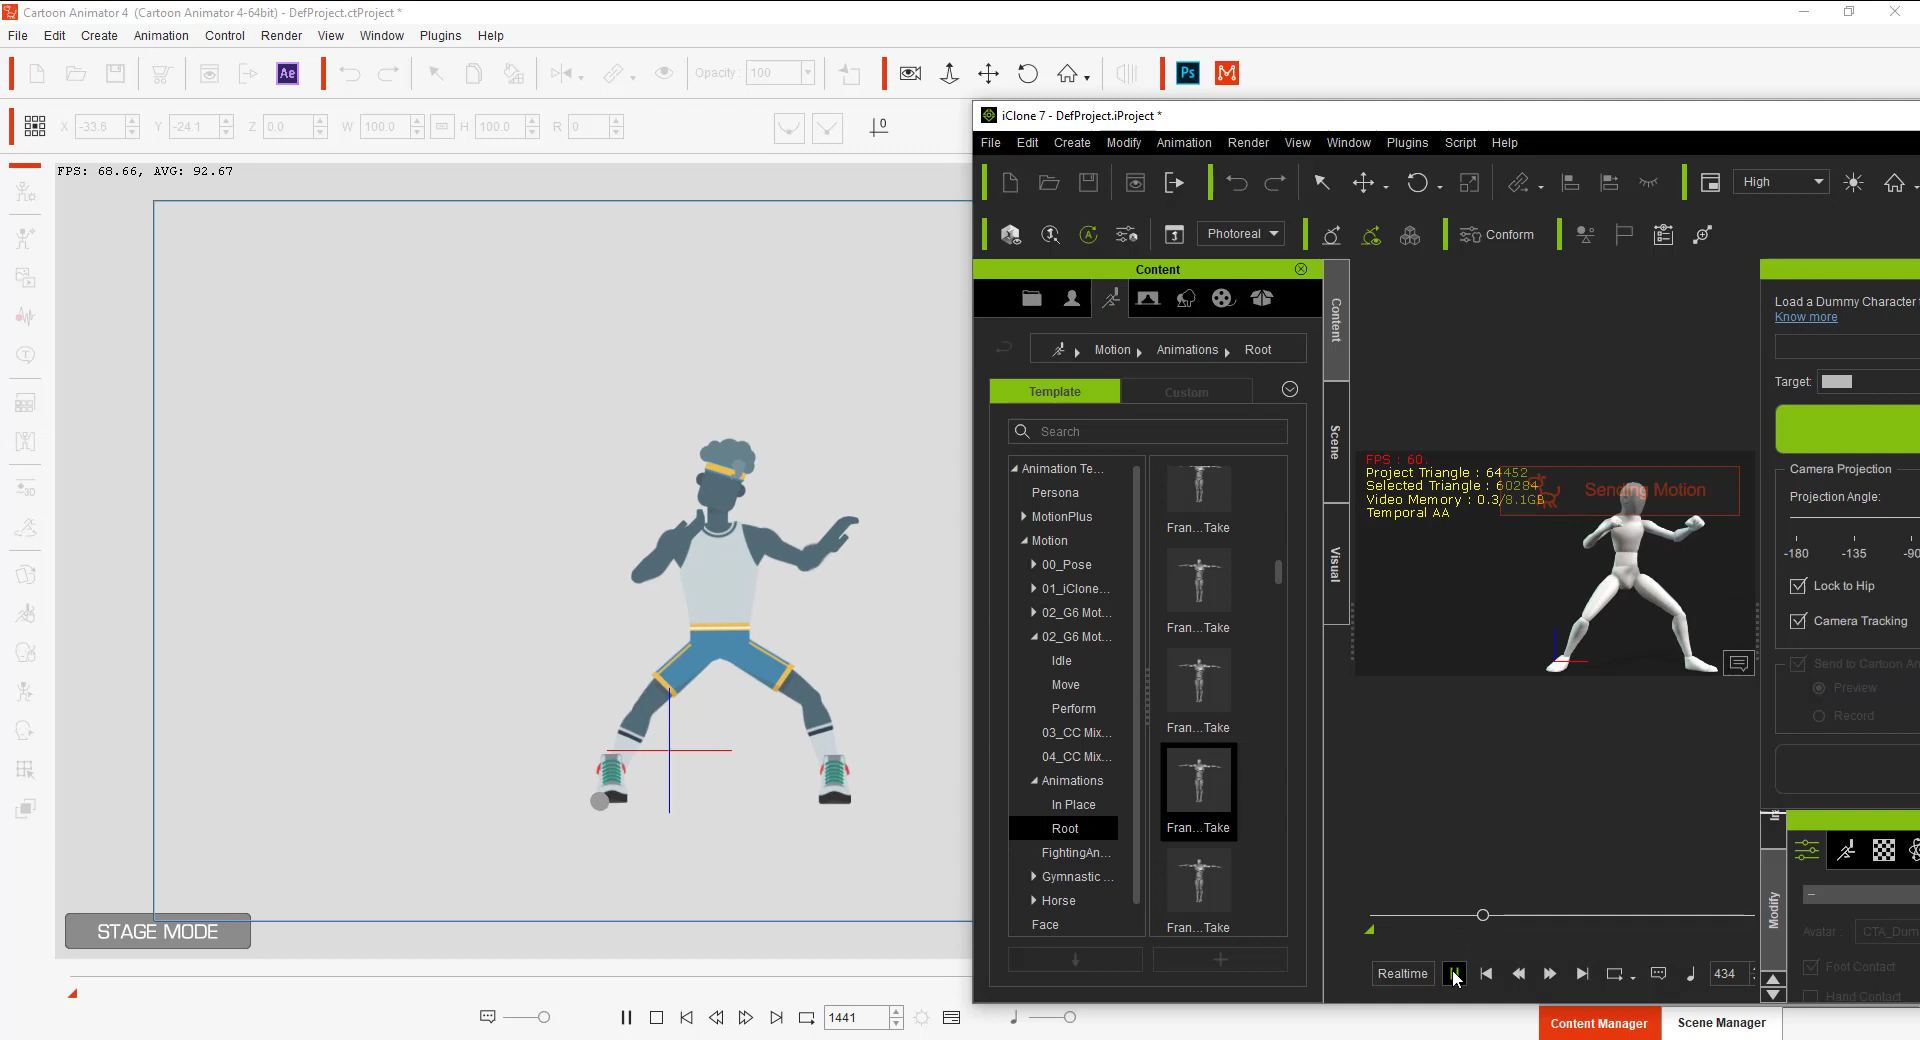 Cartoon Animator 4 (Cartoon Animator 4-64bit) - DefProject.ctProject *
File Edit Create Animation Control Render View Window Plugins Help
Ae
Opacity: 100
Ps
X -33.6 Y -24.1 Z 0.0 W 100.0 H 100.0 R 0
0
FPS: 68.66, AVG: 92.67
STAGE MODE
1441
iClone 7 - DefProject.iProject *
File Edit Create Modify Animation Render View Window Plugins Script Help
High
Photoreal
Conform
Content
Motion Animations Root
Template Custom
Search
Animation Te...
Persona
MotionPlus
Motion
00_Pose
01_iClone...
02_G6 Mot...
02_G6 Mot...
Idle
Move
Perform
03_CC Mix...
04_CC Mix...
Animations
In Place
Root
FightingAn...
Gymnastic ...
Horse
Face
Fran...Take
Fran...Take
Fran...Take
Fran...Take
Fran...Take
Content
Scene
Visual
FPS : 60.
Project Triangle : 64452
Selected Triangle : 60284
Video Memory : 0.3/8.1GB
Temporal AA
Sending Motion
Realtime
434
Load a Dummy Character
Know more
Target:
Camera Projection
Projection Angle:
-180 -135 -90
Lock to Hip
Camera Tracking
Send to Cartoon An
Preview
Record
Modify
Avatar : CTA_Dum
Foot Contact
Hand Contact
Content Manager Scene Manager